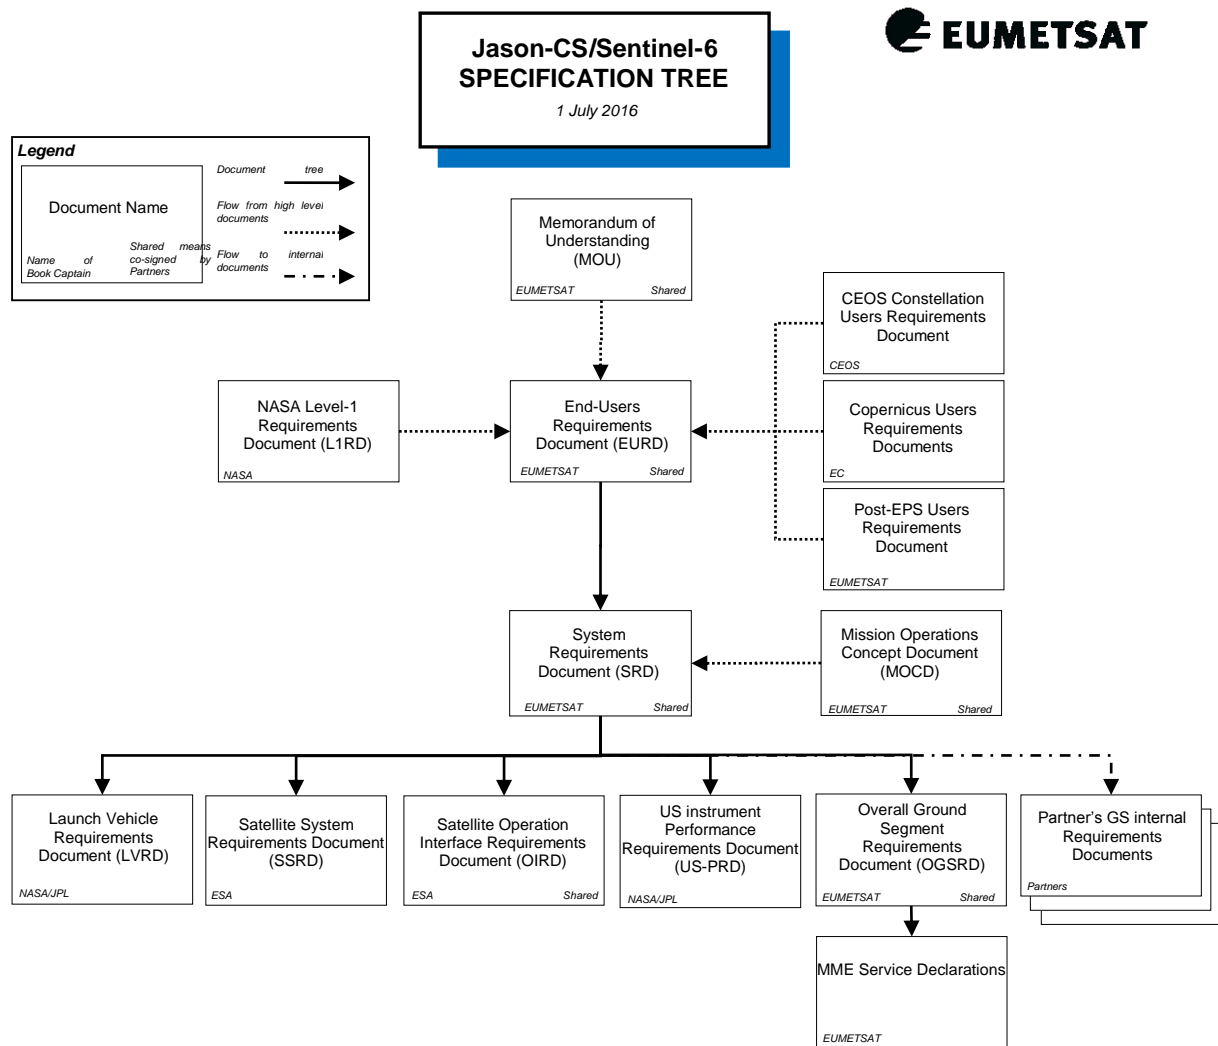 Jason-CS/Sentinel-6
SPECIFICATION TREE
1 July 2016
EUMETSAT
Legend
Document Name
Name of
Book Captain
Shared means
co-signed by
Partners
Document tree
Flow from high level
documents
Flow to internal
documents
Memorandum of
Understanding
(MOU)
EUMETSAT Shared
CEOS Constellation
Users Requirements
Document
CEOS
NASA Level-1
Requirements
Document (L1RD)
NASA
End-Users
Requirements
Document (EURD)
EUMETSAT Shared
Copernicus Users
Requirements
Documents
EC
Post-EPS Users
Requirements
Document
EUMETSAT
System
Requirements
Document (SRD)
EUMETSAT Shared
Mission Operations
Concept Document
(MOCD)
EUMETSAT Shared
Launch Vehicle
Requirements
Document (LVRD)
NASA/JPL
Satellite System
Requirements Document
(SSRD)
ESA
Satellite Operation
Interface Requirements
Document (OIRD)
ESA Shared
US instrument
Performance
Requirements Document
(US-PRD)
NASA/JPL
Overall Ground
Segment
Requirements
Document (OGSRD)
EUMETSAT Shared
Partner's GS internal
Requirements
Documents
Partners
MME Service Declarations
EUMETSAT